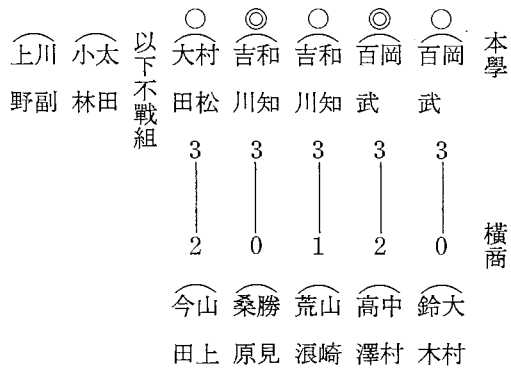 本學 橫商
○ 岡 百武 3 0 大村 鈴木
◎ 岡 百武 3 2 中村 高澤
○ 和知 吉川 3 1 山崎 荒浪
◎ 和知 吉川 3 0 勝見 桑原
○ 村松 大田 3 2 山上 今田
以下不戰組
太田 小林
川副 上野